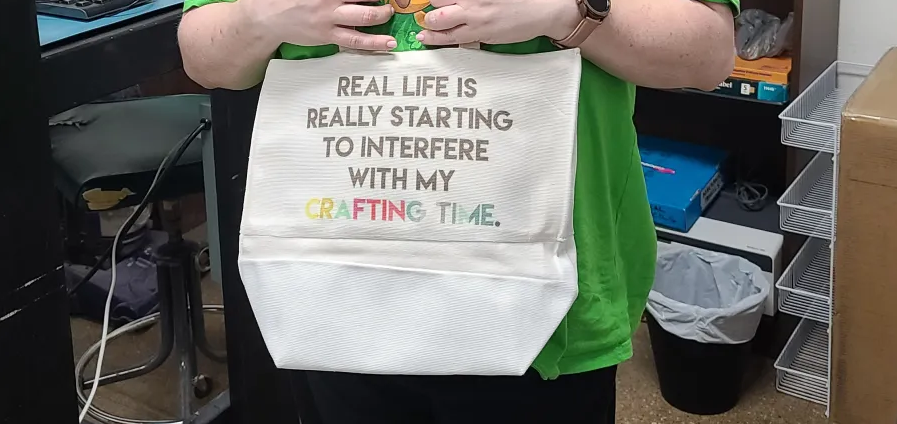 REAL LIFE IS
REALLY STARTING
TO INTERFERE
WITH MY
CRAFTING TIME.